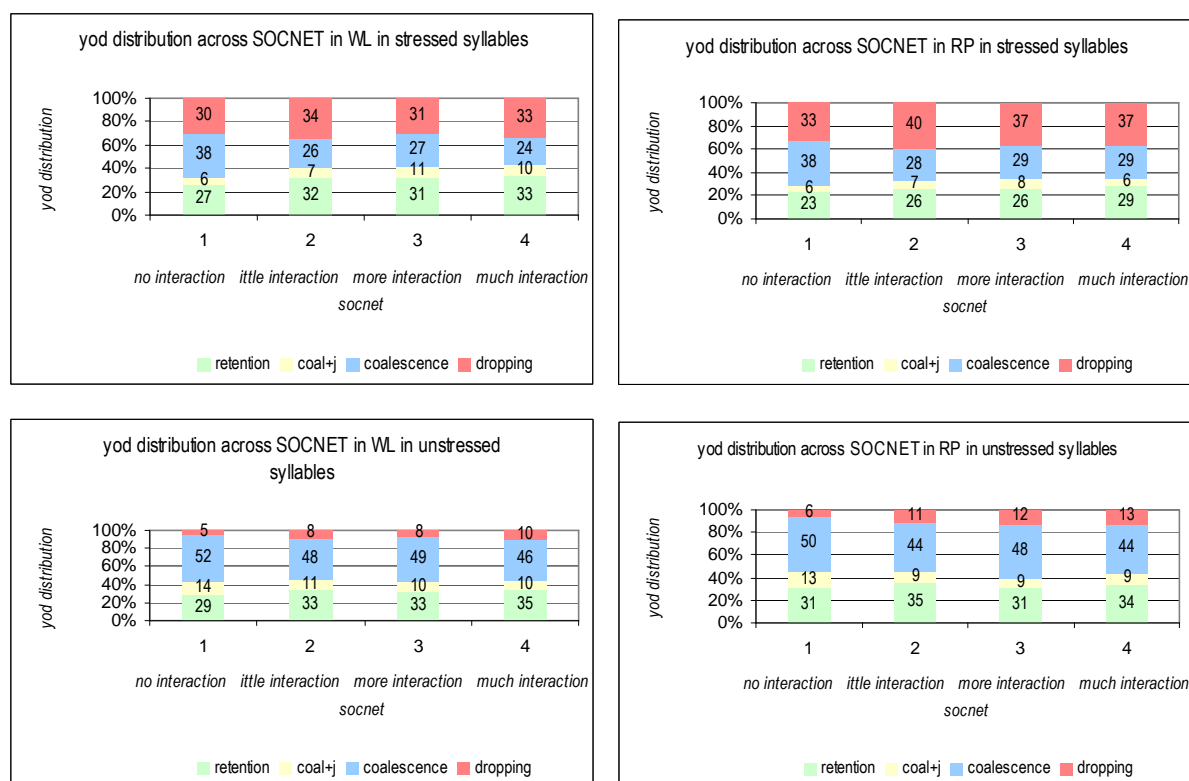 yod distribution across SOCNET in WL in stressed syllables
yod distribution
100%
80%
60%
40%
20%
0%
30 34 31 33
38 26 27 24
6 7 11 10
27 32 31 33
1 2 3 4
no interaction ittle interaction more interaction much interaction
socnet
retention coal+j coalescence dropping
yod distribution across SOCNET in RP in stressed syllables
yod distribution
100%
80%
60%
40%
20%
0%
33 40 37 37
38 28 29 29
6 7 8 6
23 26 26 29
1 2 3 4
no interaction ittle interaction more interaction much interaction
socnet
retention coal+j coalescence dropping
yod distribution across SOCNET in WL in unstressed
syllables
yod distribution
100%
80%
60%
40%
20%
0%
5 8 8 10
52 48 49 46
14 11 10 10
29 33 33 35
1 2 3 4
no interaction ittle interaction more interaction much interaction
socnet
retention coal+j coalescence dropping
yod distribution across SOCNET in RP in unstressed syllables
yod distribution
100%
80%
60%
40%
20%
0%
6 11 12 13
50 44 48 44
13 9 9 9
31 35 31 34
1 2 3 4
no interaction ittle interaction more interaction much interaction
socnet
retention coal+j coalescence dropping